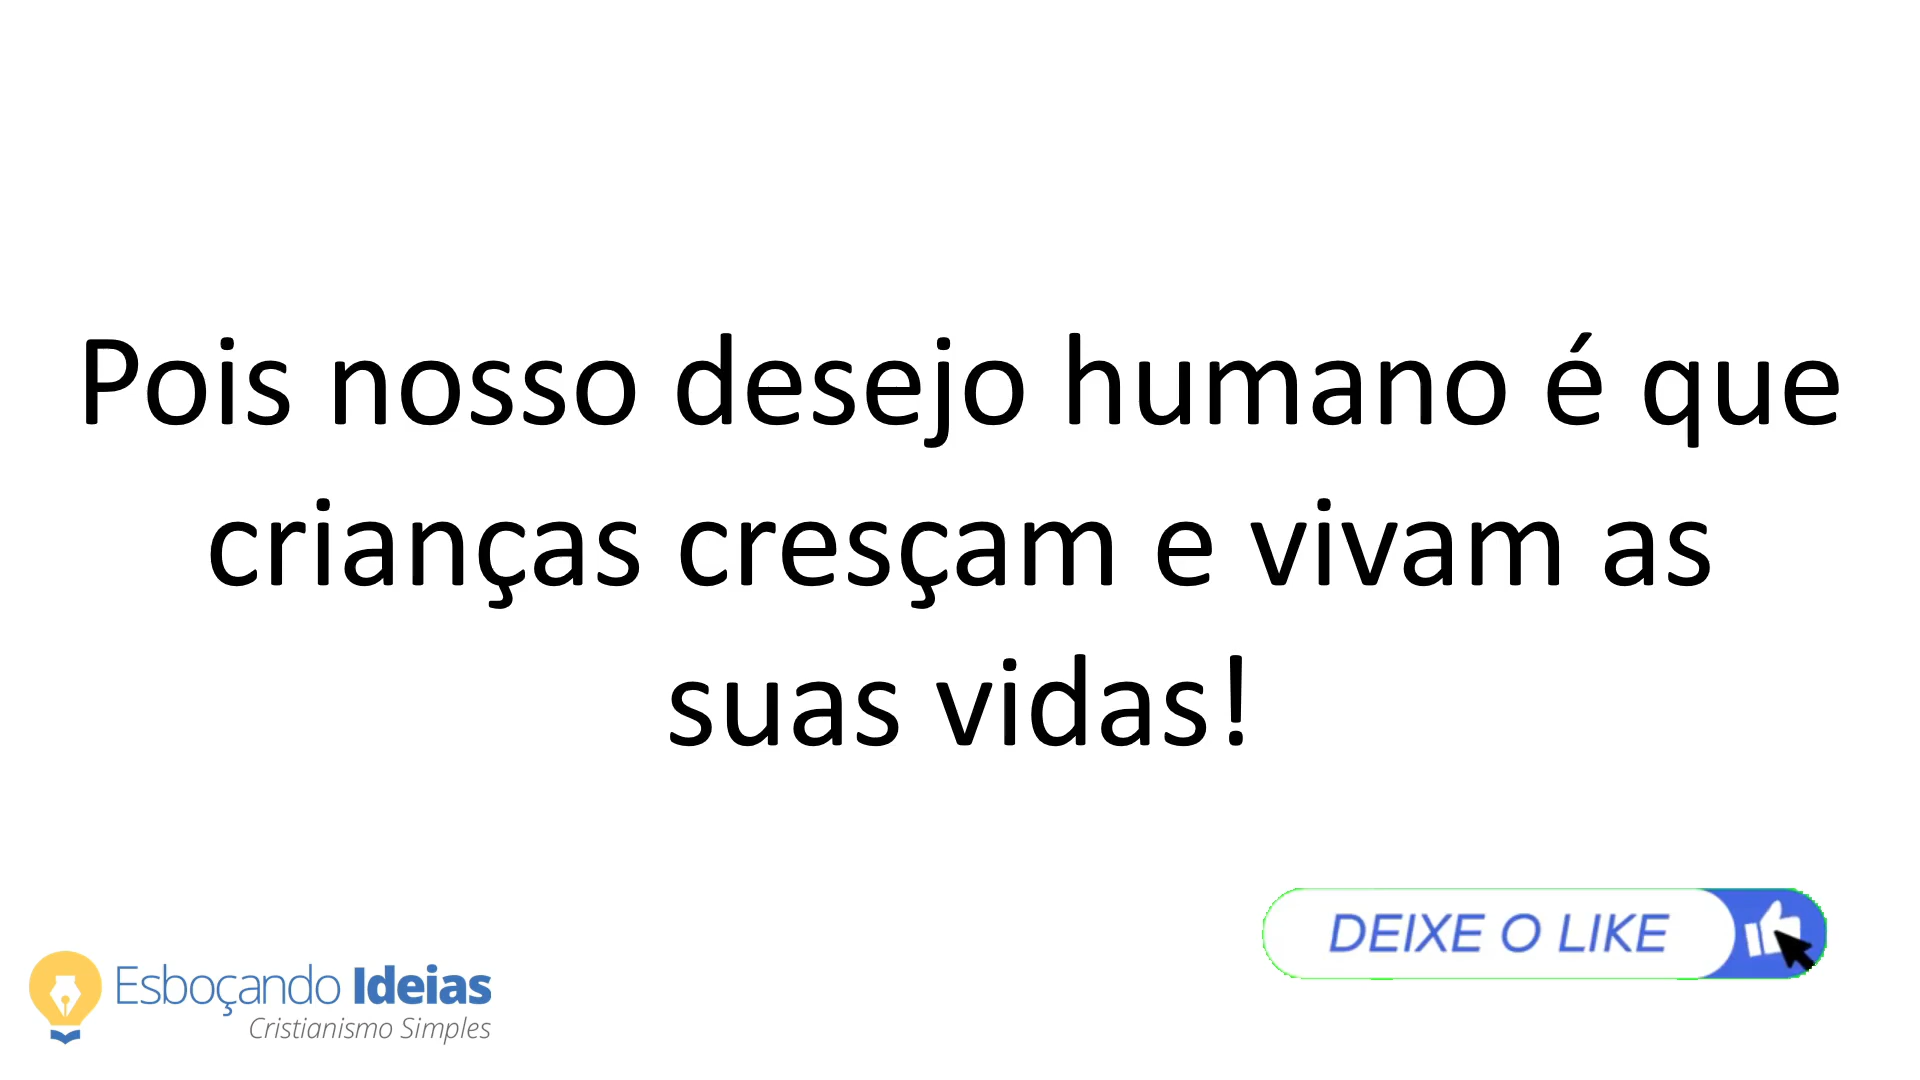 Pois nosso desejo humano é que
crianças cresçam e vivam as
suas vidas!
DEIXE O LIKE
Esboçando Ideias
Cristianismo Simples